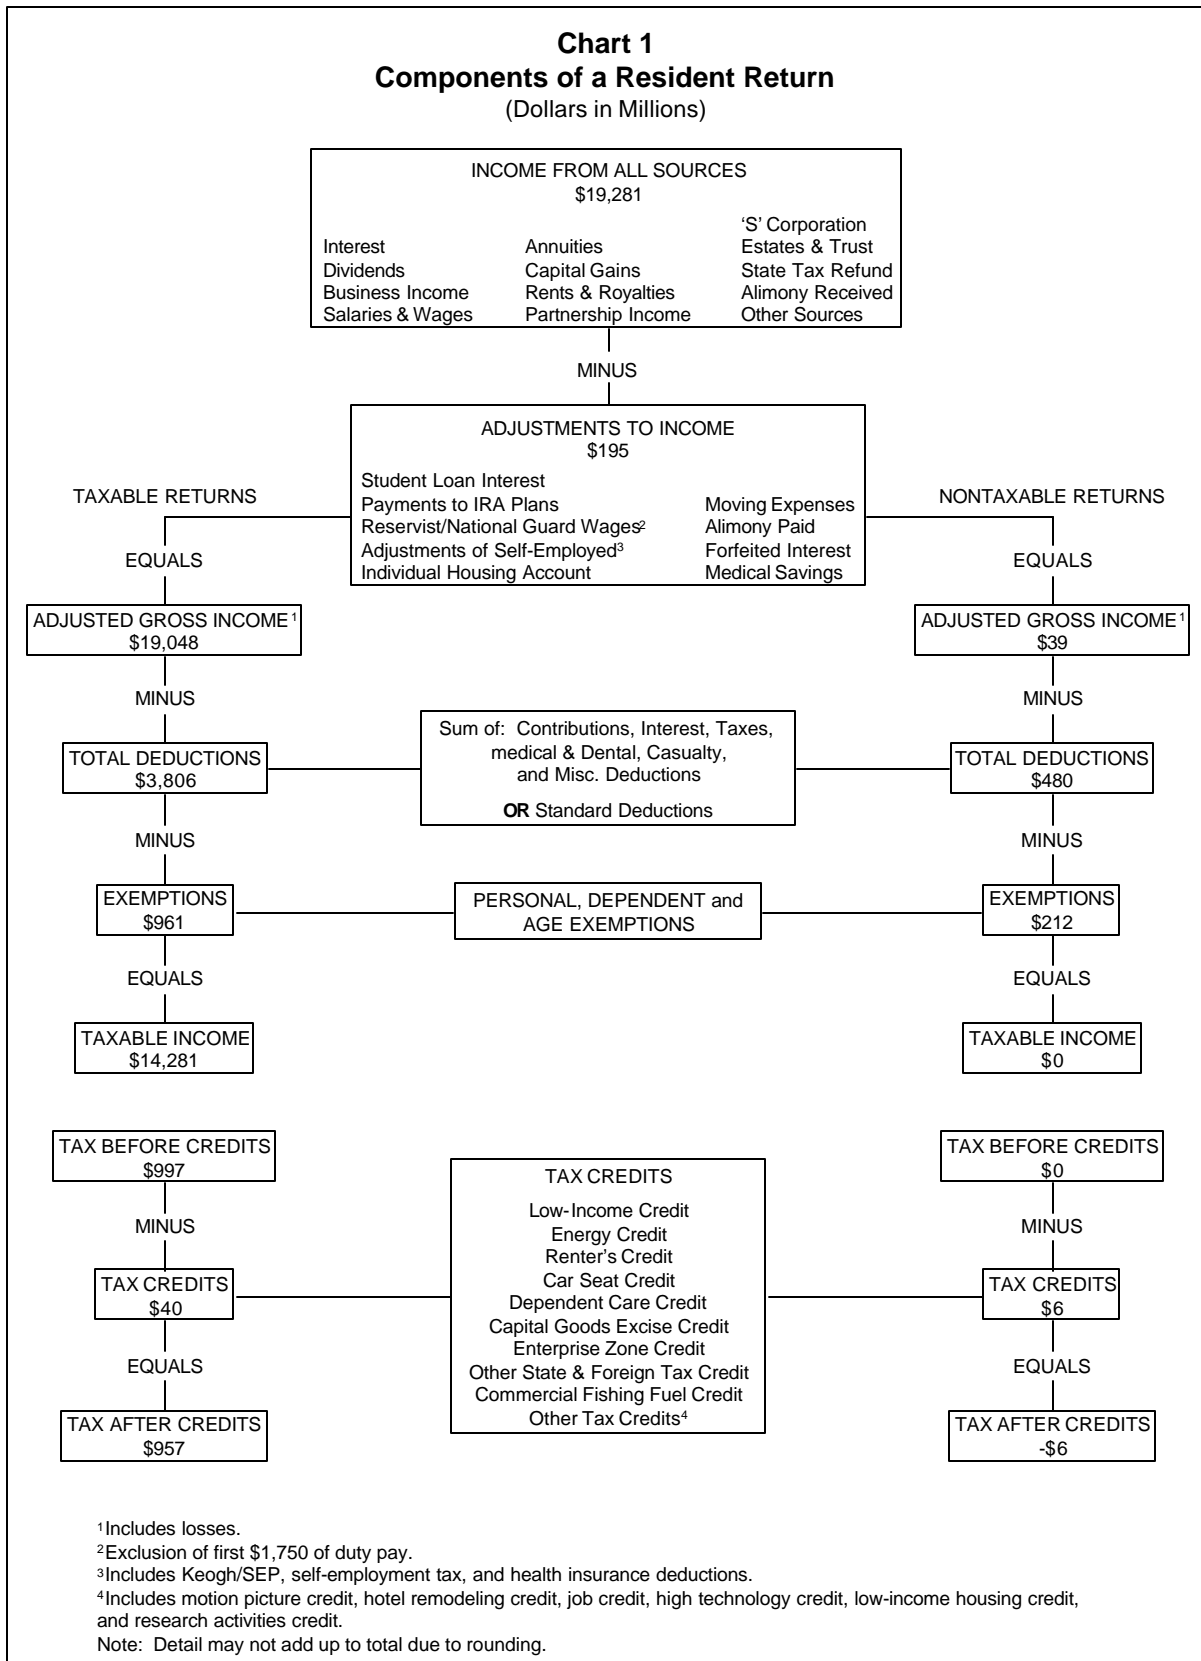 Chart 1
Components of a Resident Return
(Dollars in Millions)
INCOME FROM ALL SOURCES
$19,281
Interest
Dividends
Business Income
Salaries & Wages
Annuities
Capital Gains
Rents & Royalties
Partnership Income
‘S’ Corporation
Estates & Trust
State Tax Refund
Alimony Received
Other Sources
MINUS
ADJUSTMENTS TO INCOME
$195
Student Loan Interest
Payments to IRA Plans
Reservist/National Guard Wages²
Adjustments of Self-Employed³
Individual Housing Account
Moving Expenses
Alimony Paid
Forfeited Interest
Medical Savings
TAXABLE RETURNS
EQUALS
ADJUSTED GROSS INCOME¹
$19,048
MINUS
TOTAL DEDUCTIONS
$3,806
MINUS
EXEMPTIONS
$961
EQUALS
TAXABLE INCOME
$14,281
TAX BEFORE CREDITS
$997
MINUS
TAX CREDITS
$40
EQUALS
TAX AFTER CREDITS
$957
Sum of: Contributions, Interest, Taxes,
medical & Dental, Casualty,
and Misc. Deductions
OR Standard Deductions
PERSONAL, DEPENDENT and
AGE EXEMPTIONS
TAX CREDITS
Low-Income Credit
Energy Credit
Renter’s Credit
Car Seat Credit
Dependent Care Credit
Capital Goods Excise Credit
Enterprise Zone Credit
Other State & Foreign Tax Credit
Commercial Fishing Fuel Credit
Other Tax Credits⁴
NONTAXABLE RETURNS
EQUALS
ADJUSTED GROSS INCOME¹
$39
MINUS
TOTAL DEDUCTIONS
$480
MINUS
EXEMPTIONS
$212
EQUALS
TAXABLE INCOME
$0
TAX BEFORE CREDITS
$0
MINUS
TAX CREDITS
$6
EQUALS
TAX AFTER CREDITS
-$6
¹Includes losses.
²Exclusion of first $1,750 of duty pay.
³Includes Keogh/SEP, self-employment tax, and health insurance deductions.
⁴Includes motion picture credit, hotel remodeling credit, job credit, high technology credit, low-income housing credit,
and research activities credit.
Note: Detail may not add up to total due to rounding.